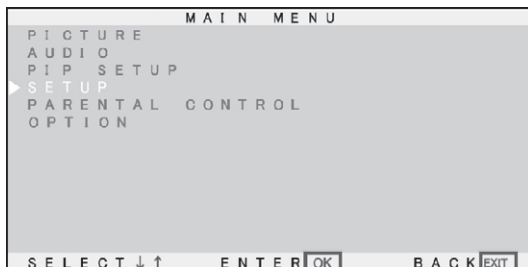 MAIN MENU
PICTURE
AUDIO
PIP SETUP
SETUP
PARENTAL CONTROL
OPTION
SELECT↓↑ ENTER OK BACK EXIT